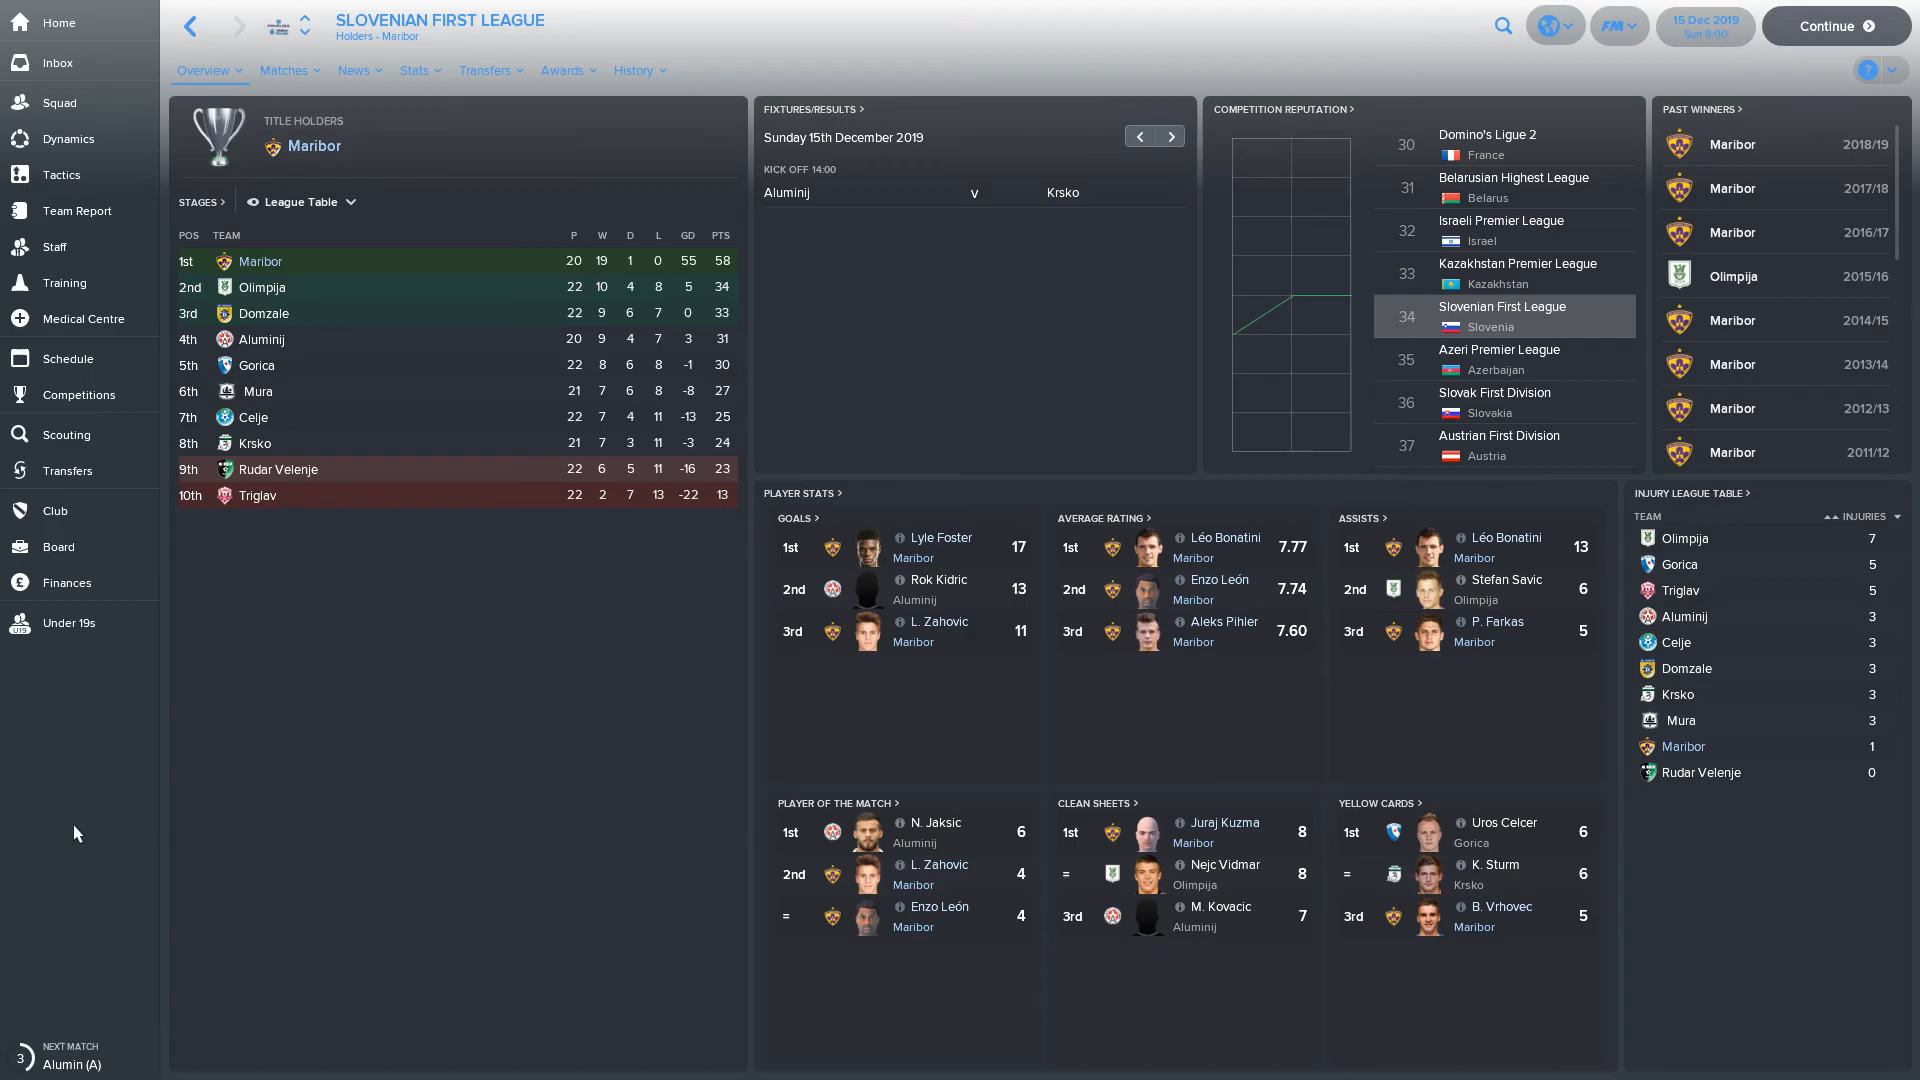 Home
Inbox
Squad
Dynamics
Tactics
Team Report
Staff
Training
Medical Centre
Schedule
Competitions
Scouting
Transfers
Club
Board
Finances
U19
Under 19s
3
NEXT MATCH
Alumin (A)
SLOVENIAN FIRST LEAGUE
Holders - Maribor
FM
15 Dec 2019
Sun 8:00
Continue
Overview Matches News Stats Transfers Awards History
?
TITLE HOLDERS
Maribor
STAGES > League Table
POS TEAM P W D L GD PTS
1st Maribor 20 19 1 0 55 58
2nd Olimpija 22 10 4 8 5 34
3rd Domzale 22 9 6 7 0 33
4th Aluminij 20 9 4 7 3 31
5th Gorica 22 8 6 8 -1 30
6th Mura 21 7 6 8 -8 27
7th Celje 22 7 4 11 -13 25
8th Krsko 21 7 3 11 -3 24
9th Rudar Velenje 22 6 5 11 -16 23
10th Triglav 22 2 7 13 -22 13
FIXTURES/RESULTS >
Sunday 15th December 2019
KICK OFF 14:00
Aluminij v Krsko
COMPETITION REPUTATION >
30 Domino's Ligue 2
France
31 Belarusian Highest League
Belarus
32 Israeli Premier League
Israel
33 Kazakhstan Premier League
Kazakhstan
34 Slovenian First League
Slovenia
35 Azeri Premier League
Azerbaijan
36 Slovak First Division
Slovakia
37 Austrian First Division
Austria
PAST WINNERS >
Maribor 2018/19
Maribor 2017/18
Maribor 2016/17
Olimpija 2015/16
Maribor 2014/15
Maribor 2013/14
Maribor 2012/13
Maribor 2011/12
PLAYER STATS >
GOALS >
1st Lyle Foster 17
Maribor
2nd Rok Kidric 13
Aluminij
3rd L. Zahovic 11
Maribor
AVERAGE RATING >
1st Léo Bonatini 7.77
Maribor
2nd Enzo León 7.74
Maribor
3rd Aleks Pihler 7.60
Maribor
ASSISTS >
1st Léo Bonatini 13
Maribor
2nd Stefan Savic 6
Olimpija
3rd P. Farkas 5
Maribor
PLAYER OF THE MATCH >
1st N. Jaksic 6
Aluminij
2nd L. Zahovic 4
Maribor
= Enzo León 4
Maribor
CLEAN SHEETS >
1st Juraj Kuzma 8
Maribor
= Nejc Vidmar 8
Olimpija
3rd M. Kovacic 7
Aluminij
YELLOW CARDS >
1st Uros Celcer 6
Gorica
= K. Sturm 6
Krsko
3rd B. Vrhovec 5
Maribor
INJURY LEAGUE TABLE >
TEAM INJURIES
Olimpija 7
Gorica 5
Triglav 5
Aluminij 3
Celje 3
Domzale 3
Krsko 3
Mura 3
Maribor 1
Rudar Velenje 0